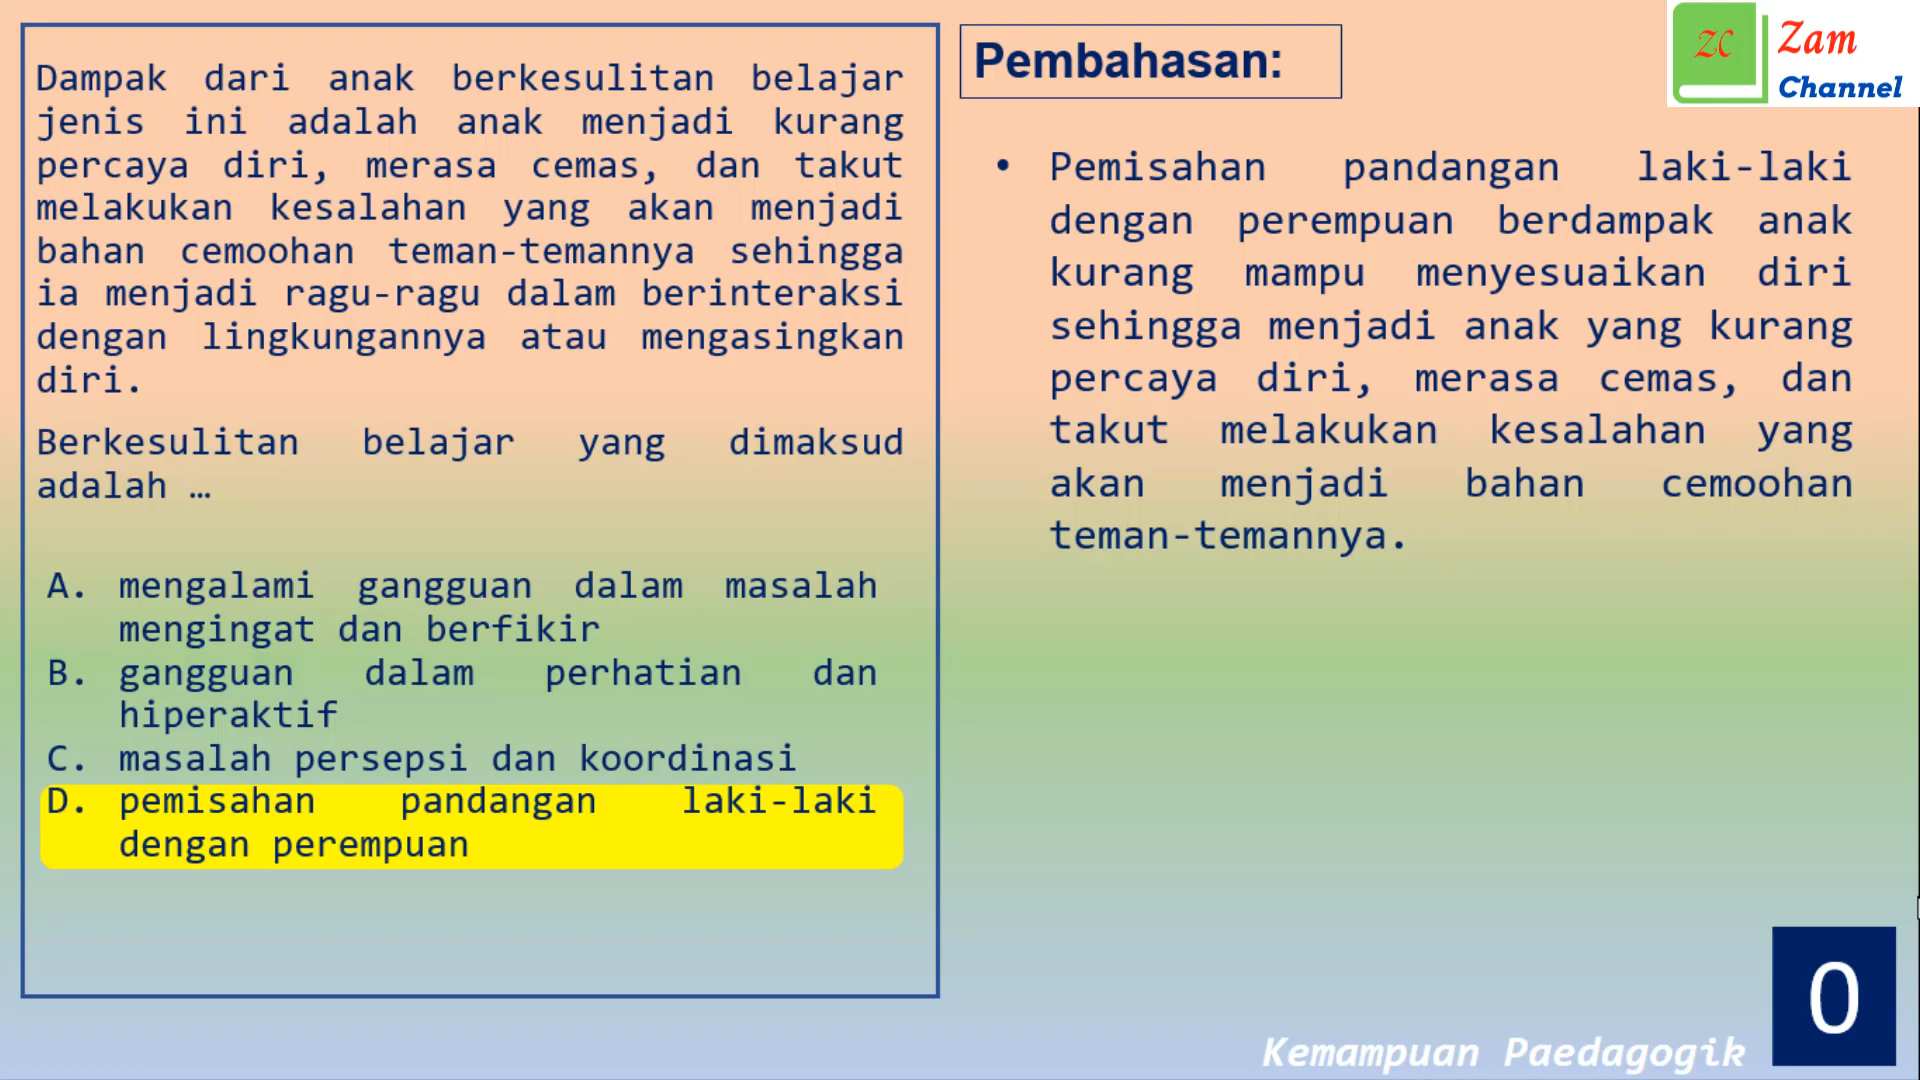 Dampak dari anak berkesulitan belajar
jenis ini adalah anak menjadi kurang
percaya diri, merasa cemas, dan takut
melakukan kesalahan yang akan menjadi
bahan cemoohan teman-temannya sehingga
ia menjadi ragu-ragu dalam berinteraksi
dengan lingkungannya atau mengasingkan
diri.
Berkesulitan belajar yang dimaksud
adalah …
A. mengalami gangguan dalam masalah
mengingat dan berfikir
B. gangguan dalam perhatian dan
hiperaktif
C. masalah persepsi dan koordinasi
D. pemisahan pandangan laki-laki
dengan perempuan
Pembahasan:
• Pemisahan pandangan laki-laki
dengan perempuan berdampak anak
kurang mampu menyesuaikan diri
sehingga menjadi anak yang kurang
percaya diri, merasa cemas, dan
takut melakukan kesalahan yang
akan menjadi bahan cemoohan
teman-temannya.
ZC
Zam
Channel
Kemampuan Paedagogik
0